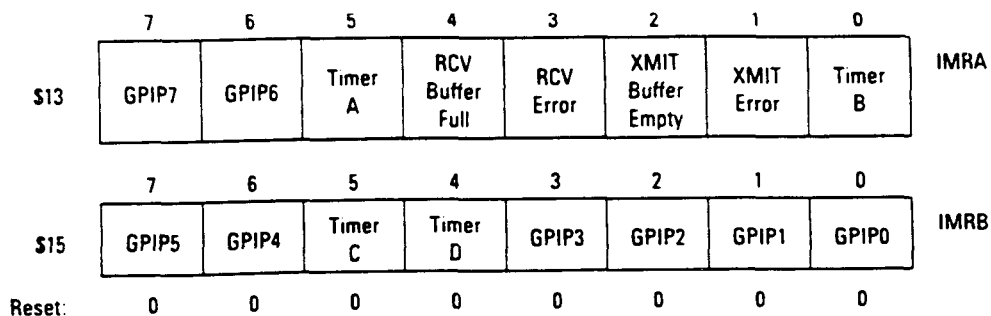 7 6 5 4 3 2 1 0
$13 GPIP7 GPIP6 Timer A RCV Buffer Full RCV Error XMIT Buffer Empty XMIT Error Timer B IMRA
7 6 5 4 3 2 1 0
$15 GPIP5 GPIP4 Timer C Timer D GPIP3 GPIP2 GPIP1 GPIP0 IMRB
Reset: 0 0 0 0 0 0 0 0